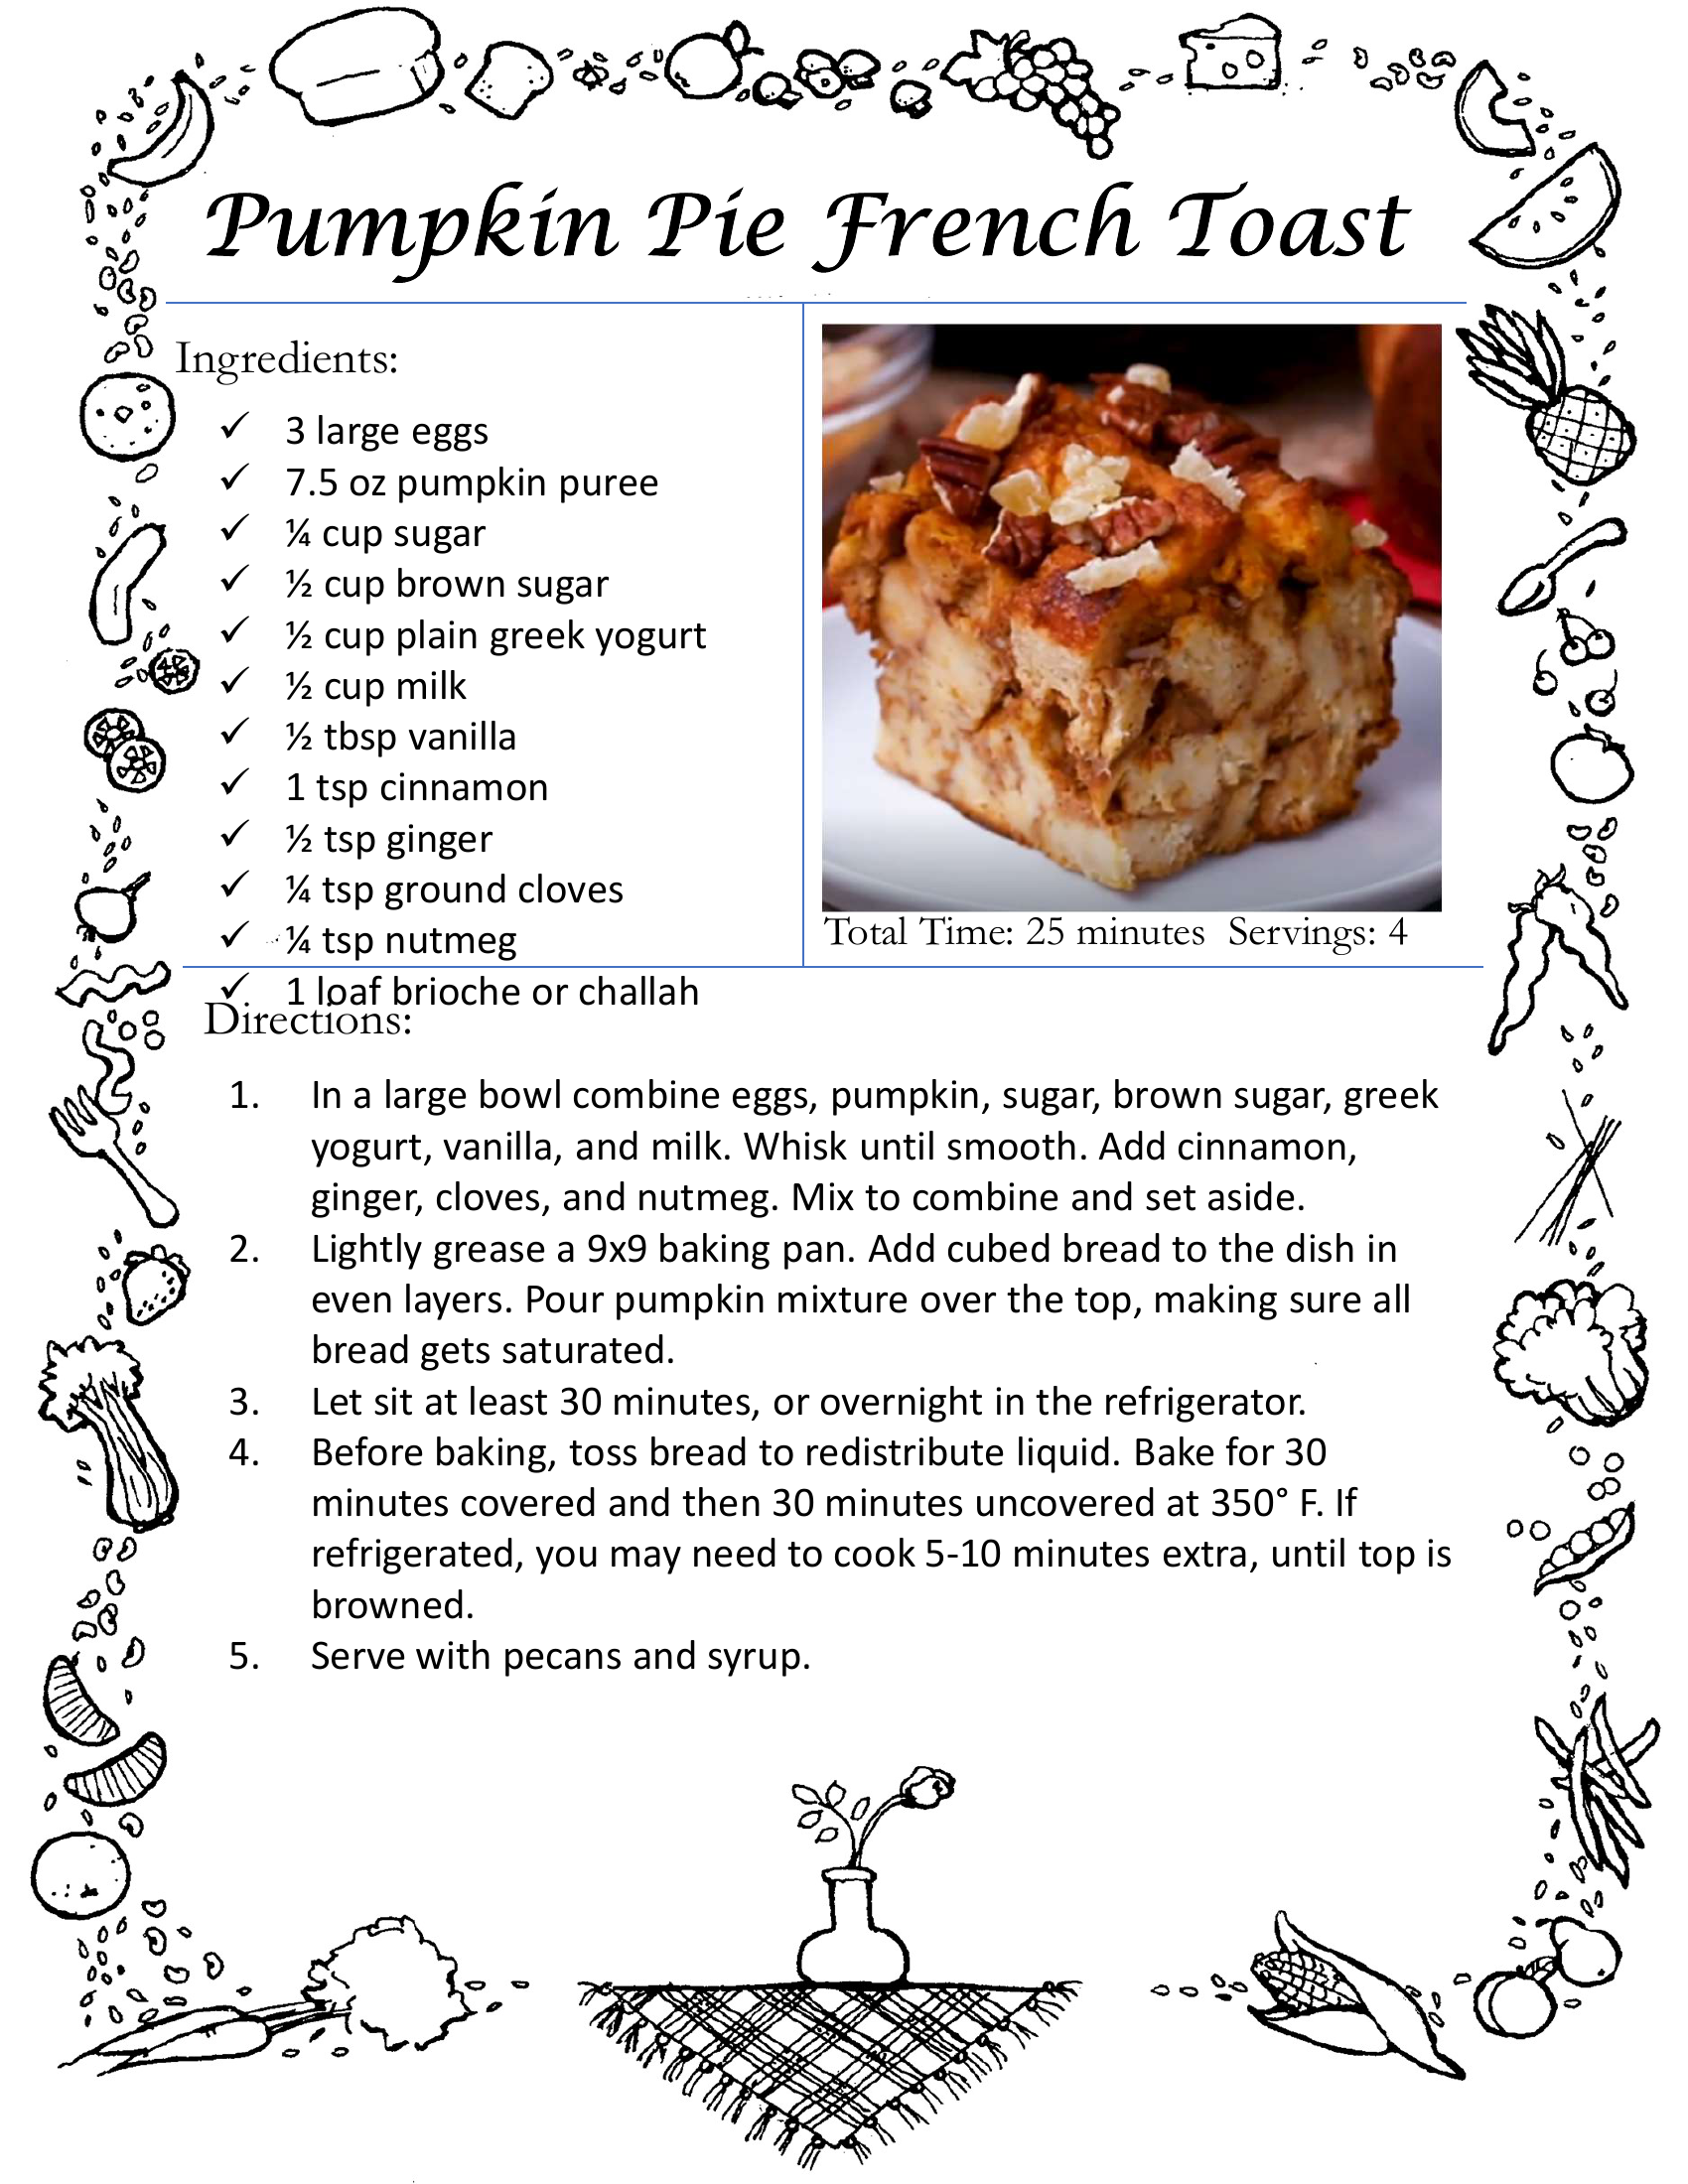 Pumpkin Pie French Toast
Ingredients:
✓ 3 large eggs
✓ 7.5 oz pumpkin puree
✓ ¼ cup sugar
✓ ½ cup brown sugar
✓ ½ cup plain greek yogurt
✓ ½ cup milk
✓ ½ tbsp vanilla
✓ 1 tsp cinnamon
✓ ½ tsp ginger
✓ ¼ tsp ground cloves
✓ ¼ tsp nutmeg
✓ 1 loaf brioche or challah
Total Time: 25 minutes Servings: 4
Directions:
1. In a large bowl combine eggs, pumpkin, sugar, brown sugar, greek
yogurt, vanilla, and milk. Whisk until smooth. Add cinnamon,
ginger, cloves, and nutmeg. Mix to combine and set aside.
2. Lightly grease a 9x9 baking pan. Add cubed bread to the dish in
even layers. Pour pumpkin mixture over the top, making sure all
bread gets saturated.
3. Let sit at least 30 minutes, or overnight in the refrigerator.
4. Before baking, toss bread to redistribute liquid. Bake for 30
minutes covered and then 30 minutes uncovered at 350° F. If
refrigerated, you may need to cook 5-10 minutes extra, until top is
browned.
5. Serve with pecans and syrup.